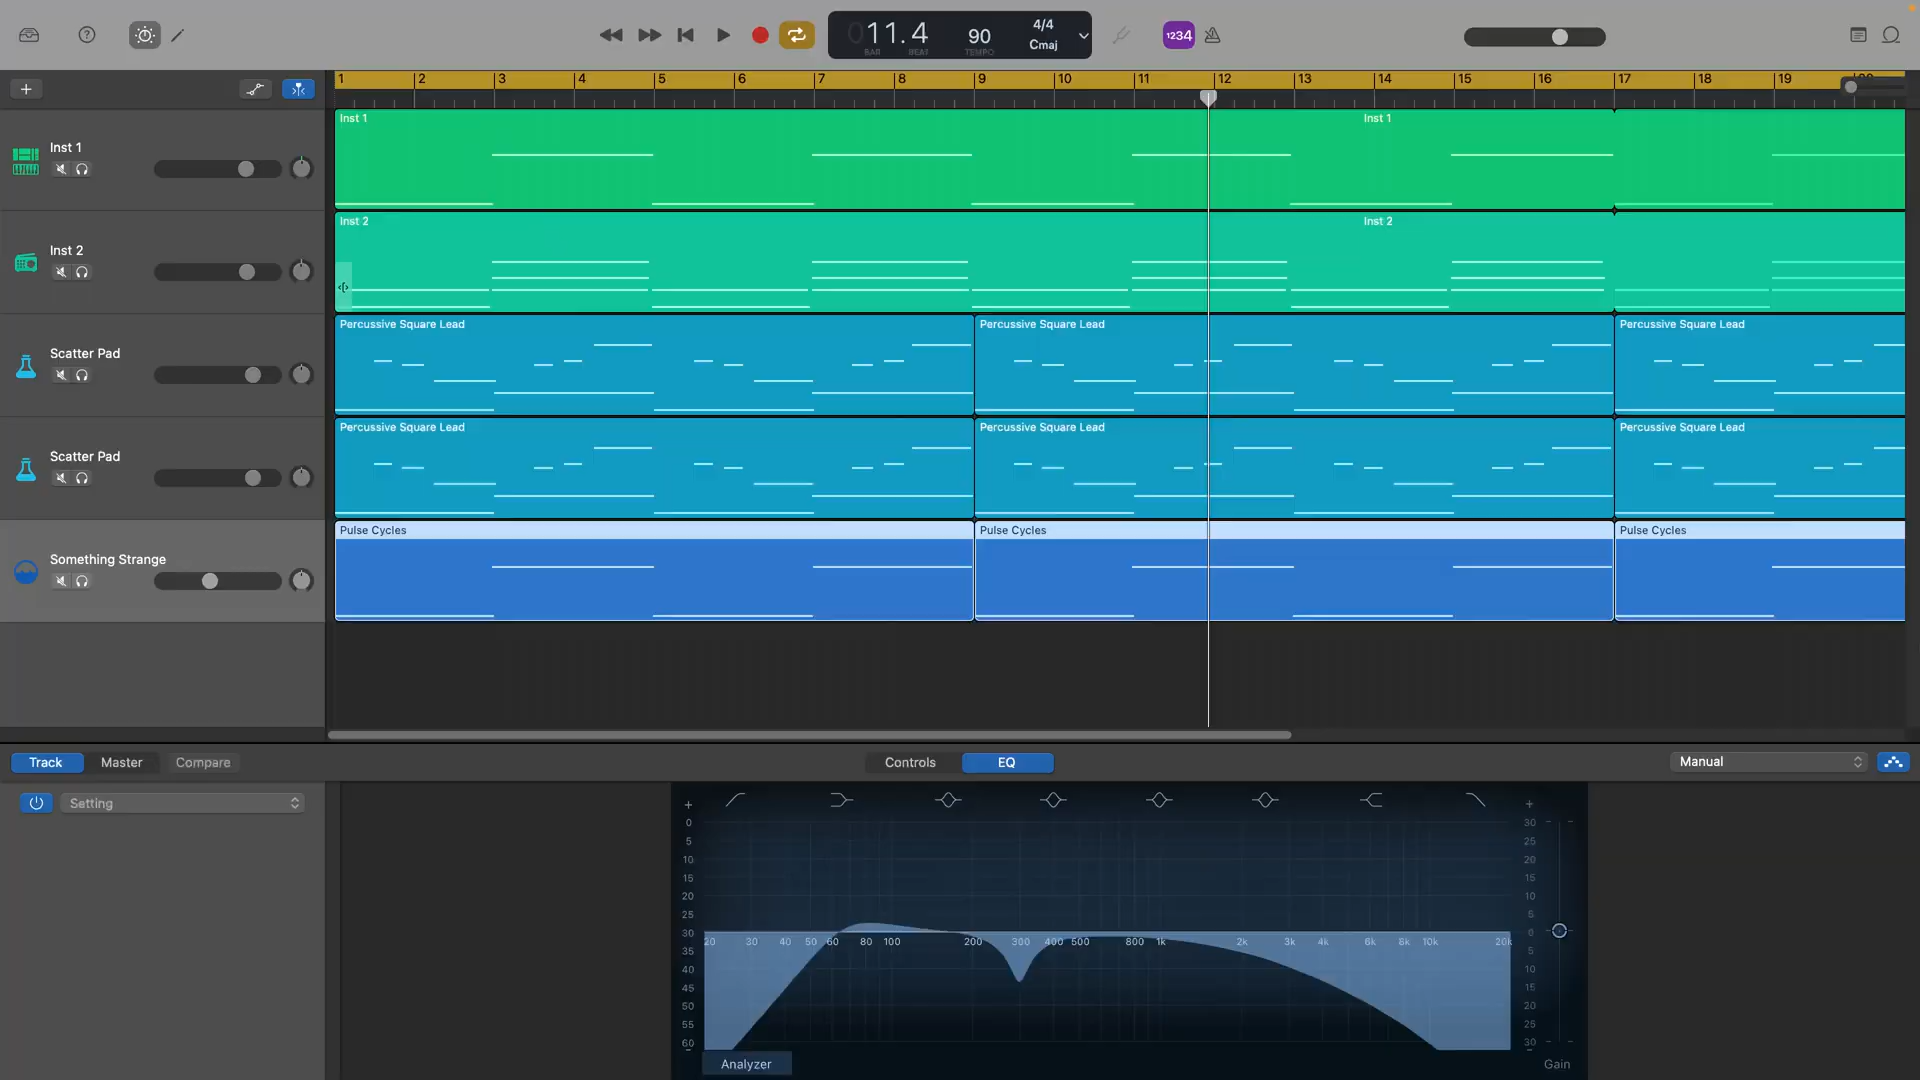 011.4
BAR
BEAT
90
TEMPO
4/4
Cmaj
1234
1 2 3 4 5 6 7 8 9 10 11 12 13 14 15 16 17 18 19
Inst 1
Inst 1
Inst 1
Inst 2
Inst 2
Inst 2
Scatter Pad
Percussive Square Lead
Percussive Square Lead
Percussive Square Lead
Scatter Pad
Percussive Square Lead
Percussive Square Lead
Percussive Square Lead
Something Strange
Pulse Cycles
Pulse Cycles
Pulse Cycles
Track
Master
Compare
Controls
EQ
Manual
Setting
+
0
5
10
15
20
25
30
35
40
45
50
55
60
20 30 40 50 60 80 100 200 300 400 500 800 1k 2k 3k 4k 6k 8k 10k 20k
+
30
25
20
15
10
5
0
5
10
15
20
25
30
Analyzer
Gain